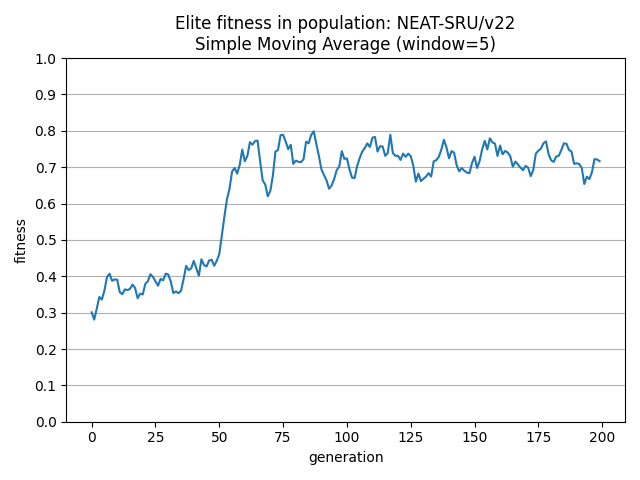 Elite fitness in population: NEAT-SRU/v22
Simple Moving Average (window=5)
1.0
0.9
0.8
0.7
0.6
0.5
0.4
0.3
0.2
0.1
0.0
fitness
0 25 50 75 100 125 150 175 200
generation